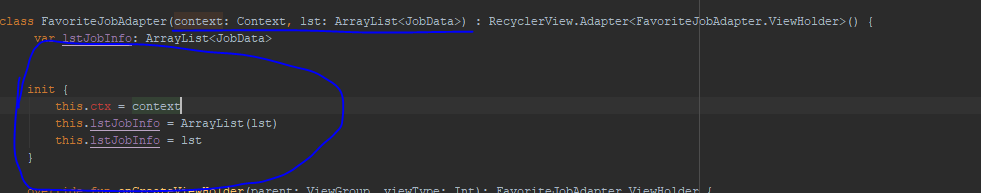 class FavoriteJobAdapter(context: Context, lst: ArrayList<JobData>) : RecyclerView.Adapter<FavoriteJobAdapter.ViewHolder>() {
var lstJobInfo: ArrayList<JobData>
init {
this.ctx = context
this.lstJobInfo = ArrayList(lst)
this.lstJobInfo = lst
}
override fun onCreateViewHolder(parent: ViewGroup, viewType: Int): FavoriteJobAdapter.ViewHolder {